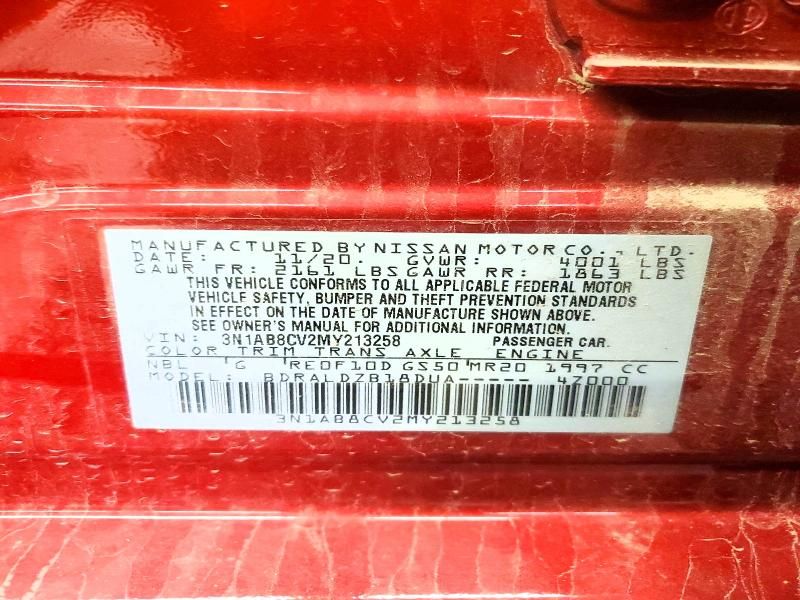 MANUFACTURED BY NISSAN MOTOR CO., LTD.
DATE: 11/20. GVWR: 4001 LBS
GAWR FR: 2161 LBS GAWR RR: 1863 LBS
THIS VEHICLE CONFORMS TO ALL APPLICABLE FEDERAL MOTOR
VEHICLE SAFETY, BUMPER AND THEFT PREVENTION STANDARDS
IN EFFECT ON THE DATE OF MANUFACTURE SHOWN ABOVE.
SEE OWNER'S MANUAL FOR ADDITIONAL INFORMATION.
VIN: 3N1AB8CV2MY213258 PASSENGER CAR.
COLOR TRIM TRANS AXLE ENGINE
NBL 'G 'RE0F10D GS50'MR20 1997 CC
MODEL: BDRALDZB18DUA----- 4Z000
3N1AB8CV2MY213258